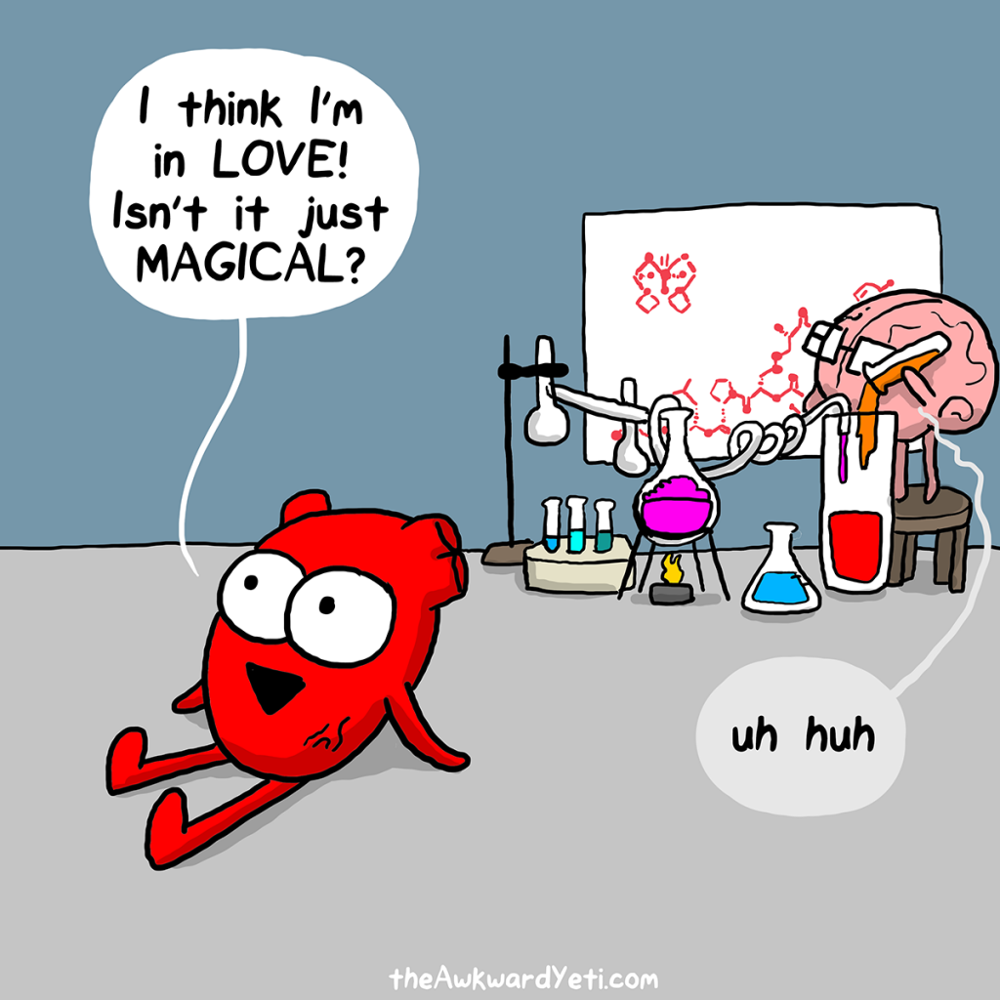 I think I'm
in LOVE!
Isn't it just
MAGICAL?
uh huh
theAwkwardYeti.com